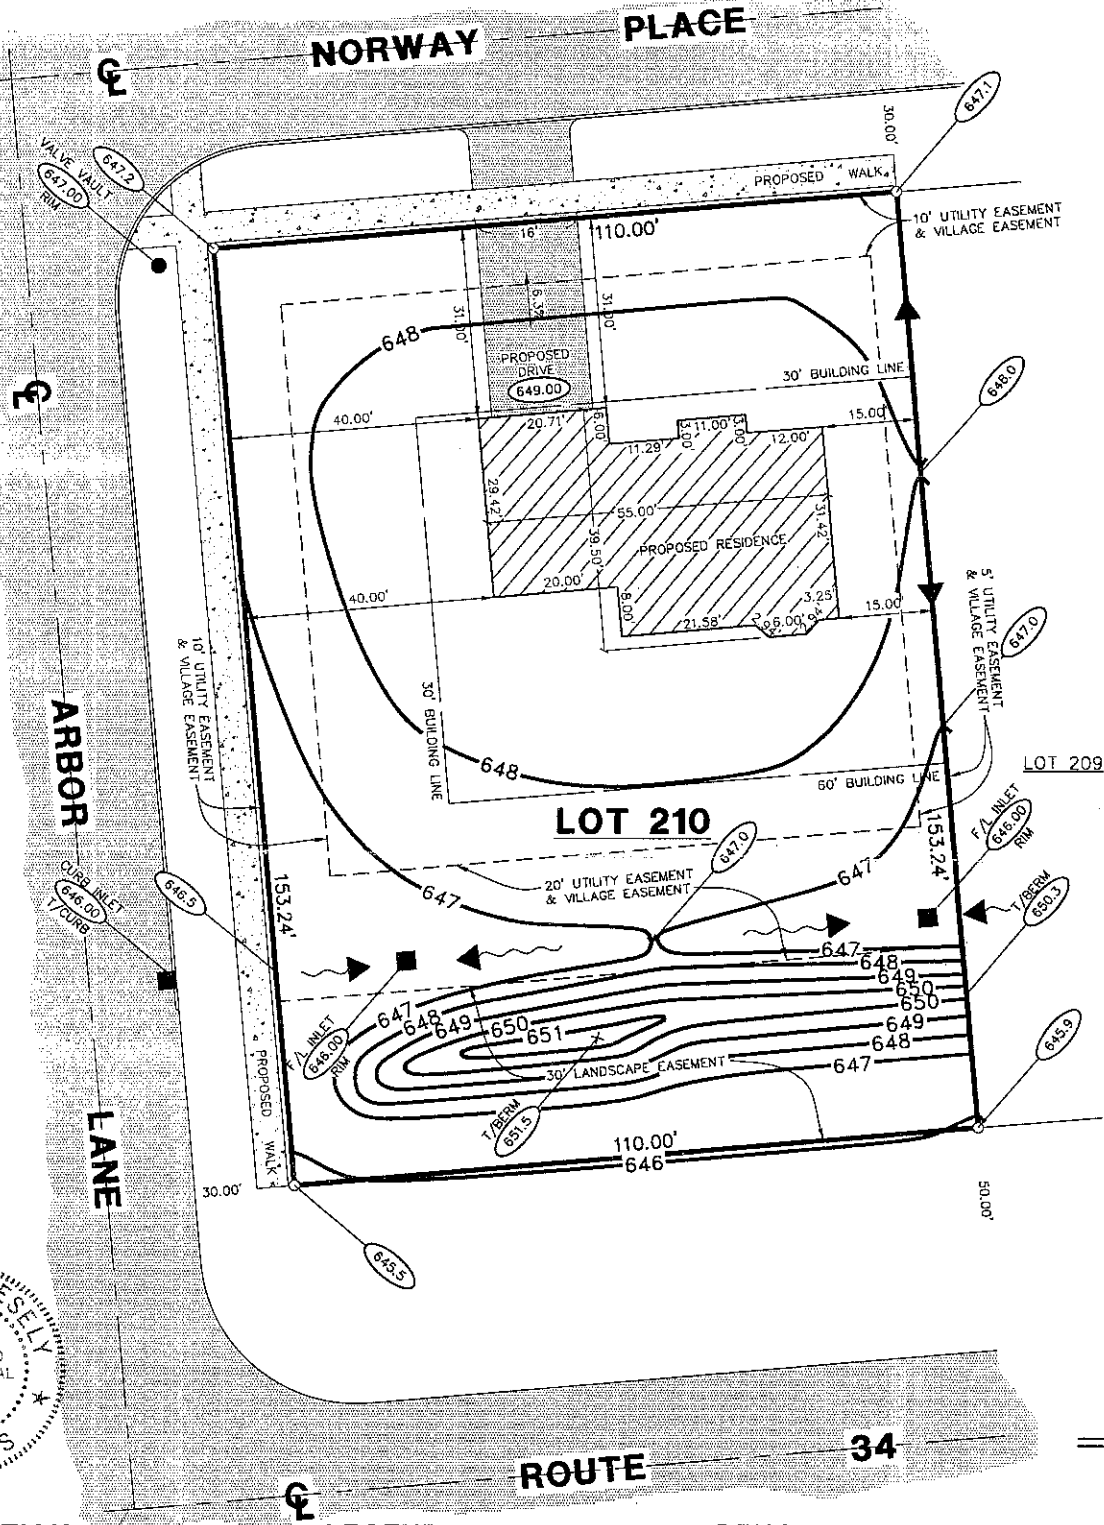 NORWAY PLACE
CL
647.1
30.00'
VALVE VAULT
647.00
RIM
647.2
PROPOSED WALK
10' UTILITY EASEMENT
& VILLAGE EASEMENT
16'
110.00'
6.3%
31.00'
31.00'
648
PROPOSED
DRIVE
649.00
30' BUILDING LINE
648.0
CL
40.00'
20.71'
6.00'
11.29'
3.00'
11.00'
3.00'
12.00'
15.00'
29.42'
55.00'
39.50'
31.42'
PROPOSED RESIDENCE
40.00'
20.00'
8.00'
21.58'
6.00'
3.25'
15.00'
5' UTILITY EASEMENT
& VILLAGE EASEMENT
647.0
10' UTILITY EASEMENT
& VILLAGE EASEMENT
30' BUILDING LINE
648
60' BUILDING LINE
LOT 209
ARBOR
LANE
LOT 210
F/L INLET
646.00
RIM
153.24'
647.0
647
20' UTILITY EASEMENT
& VILLAGE EASEMENT
647
CURB INLET
646.00
T/CURB
646.5
153.24'
T/BERM
650.3
647
648
649
650
650
649
648
647
647
648
649
650
651
F/L INLET
646.00
RIM
30' LANDSCAPE EASEMENT
645.9
T/BERM
651.5
PROPOSED
WALK
110.00'
646
30.00'
50.00'
645.5
ESELY
AL
S
CL
ROUTE 34